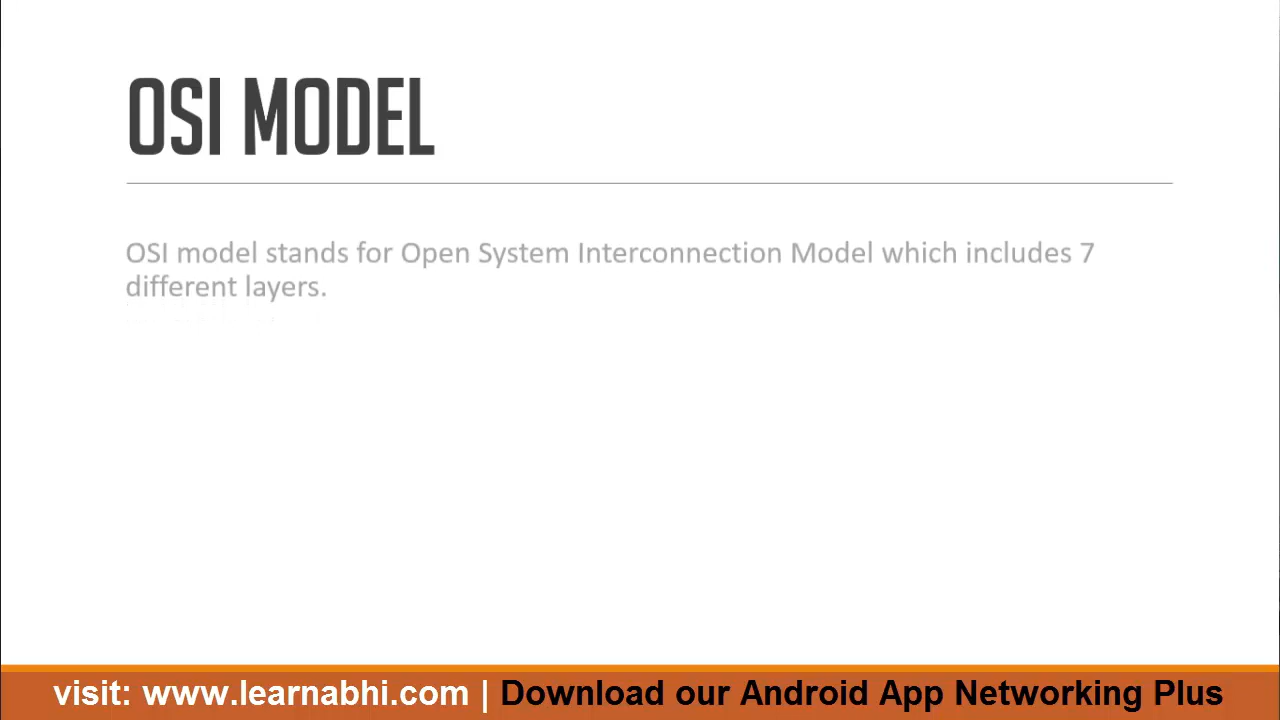 OSI MODEL
OSI model stands for Open System Interconnection Model which includes 7
different layers.
visit: www.learnabhi.com | Download our Android App Networking Plus